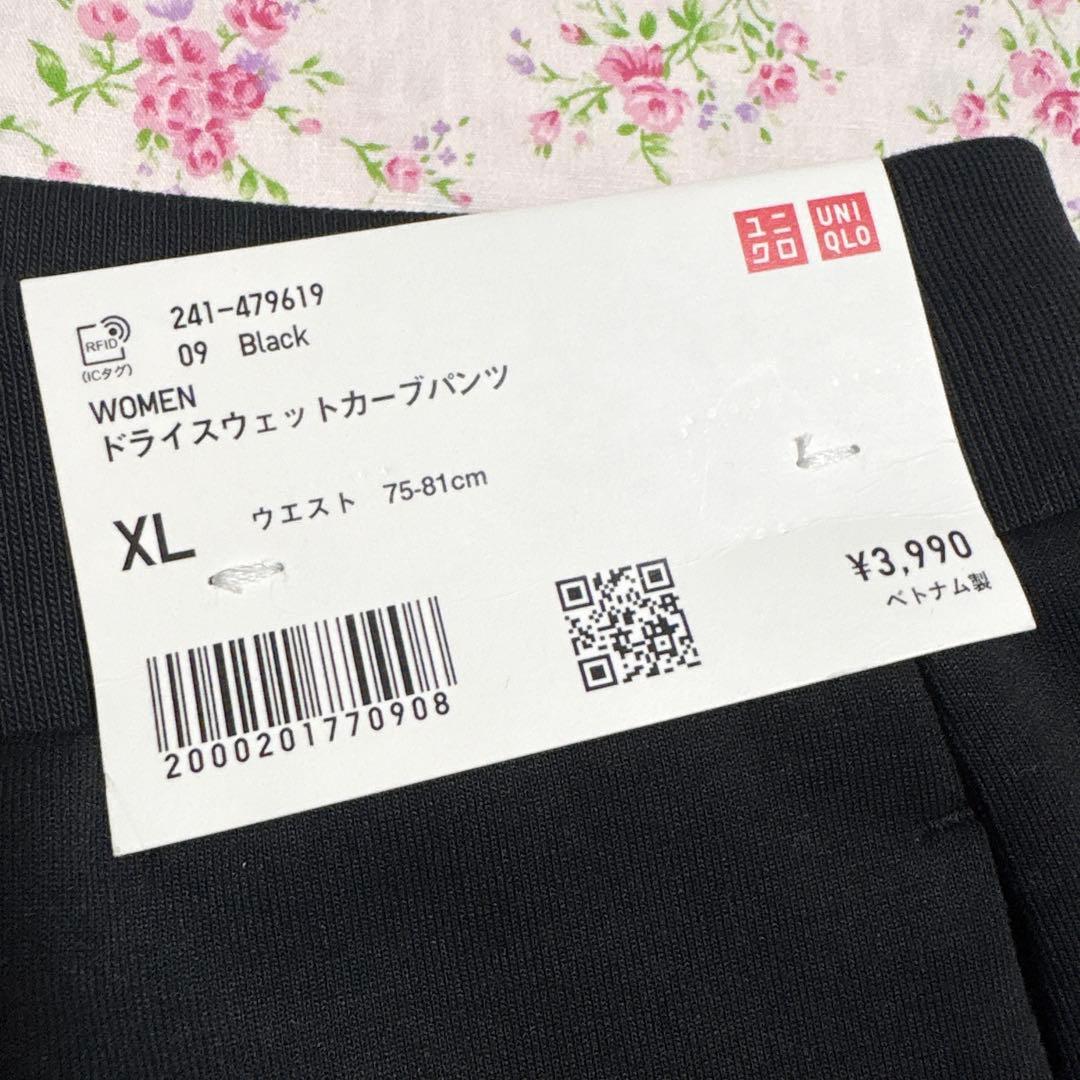 ユニ
クロ
UNI
QLO
RFID
(ICタグ)
241-479619
09 Black
WOMEN
ドライスウェットカーブパンツ
XL
ウエスト 75-81cm
¥3,990
ベトナム製
2000201770908